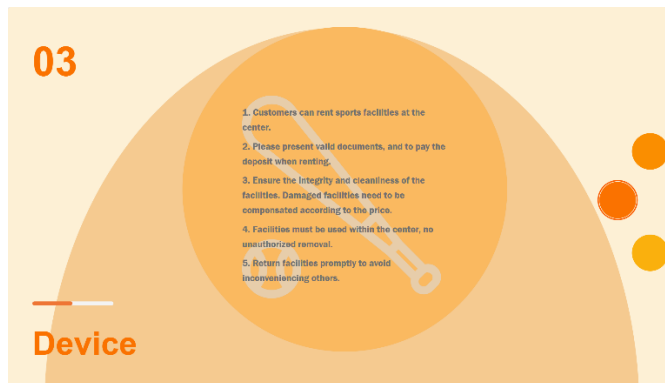 03
1. Customers can rent sports facilities at the
center.
2. Please present valid documents, and to pay the
deposit when renting.
3. Ensure the integrity and cleanliness of the
facilities. Damaged facilities need to be
compensated according to the price.
4. Facilities must be used within the center, no
unauthorized removal.
5. Return facilities promptly to avoid
inconveniencing others.
Device